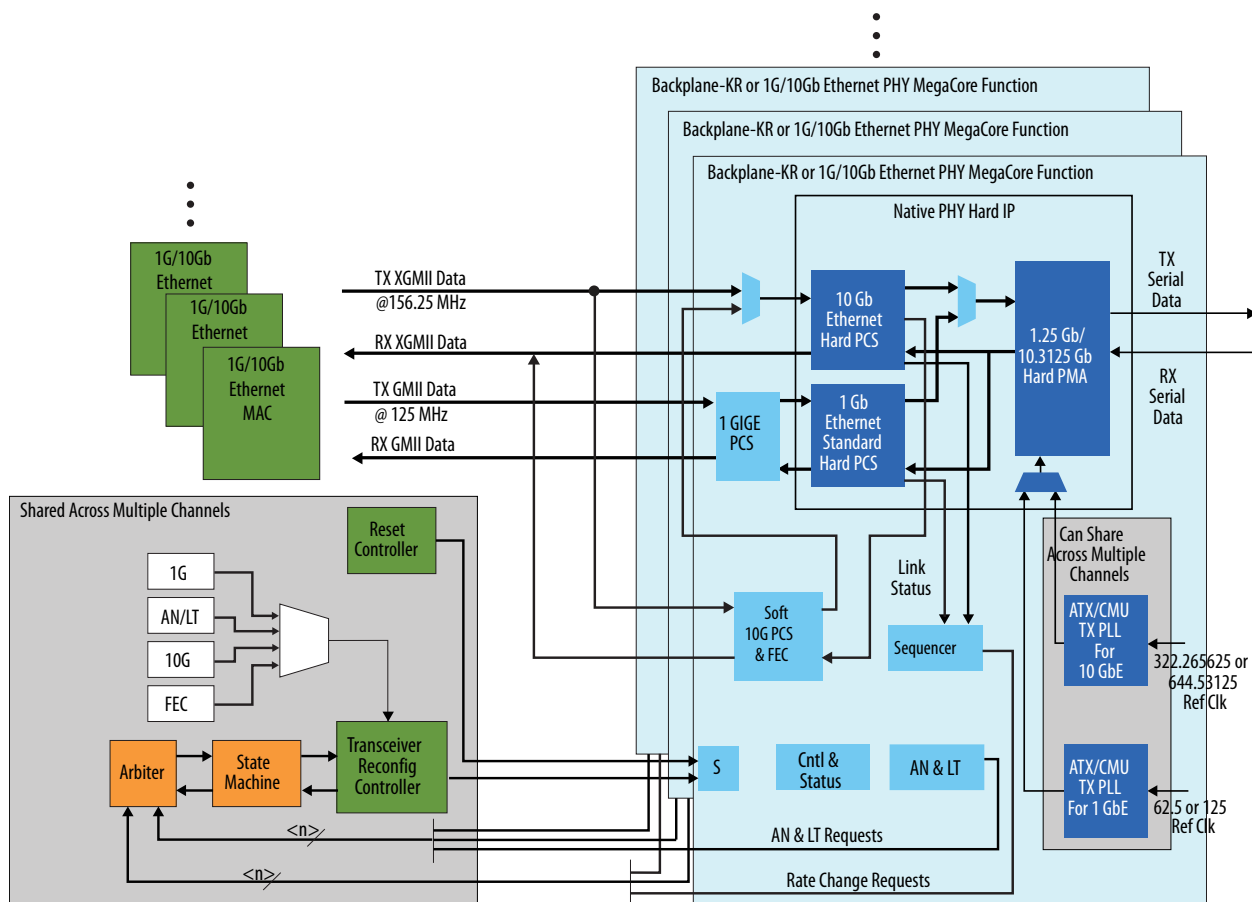 Backplane-KR or 1G/10Gb Ethernet PHY MegaCore Function
Backplane-KR or 1G/10Gb Ethernet PHY MegaCore Function
Backplane-KR or 1G/10Gb Ethernet PHY MegaCore Function
Native PHY Hard IP
1G/10Gb
Ethernet
1G/10Gb
Ethernet
1G/10Gb
Ethernet
MAC
TX XGMII Data
@156.25 MHz
RX XGMII Data
TX GMII Data
@ 125 MHz
RX GMII Data
1 GIGE
PCS
10 Gb
Ethernet
Hard PCS
1 Gb
Ethernet
Standard
Hard PCS
1.25 Gb/
10.3125 Gb
Hard PMA
TX
Serial
Data
RX
Serial
Data
Shared Across Multiple Channels
Reset
Controller
1G
AN/LT
10G
FEC
Arbiter
State
Machine
Transceiver
Reconfig
Controller
<n>
<n>
Soft
10G PCS
& FEC
Link
Status
Sequencer
S
Cntl &
Status
AN & LT
AN & LT Requests
Rate Change Requests
Can Share
Across Multiple
Channels
ATX/CMU
TX PLL
For
10 GbE
322.265625 or
644.53125
Ref Clk
ATX/CMU
TX PLL
For 1 GbE
62.5 or 125
Ref Clk